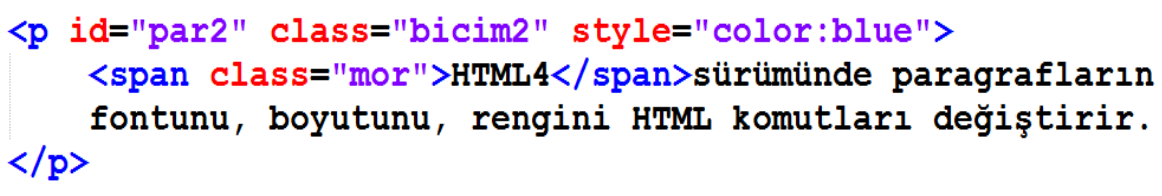 <p id="par2" class="bicim2" style="color:blue">
<span class="mor">HTML4</span>sürümünde paragrafların
fontunu, boyutunu, rengini HTML komutları değiştirir.
</p>